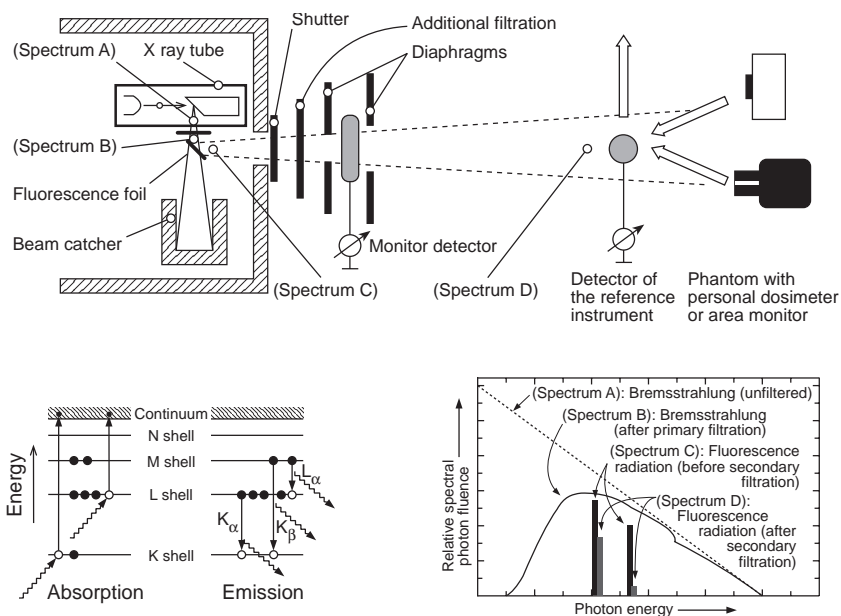 Shutter
Additional filtration
Diaphragms
(Spectrum A)
X ray tube
(Spectrum B)
Fluorescence foil
Beam catcher
Monitor detector
(Spectrum C)
(Spectrum D)
Detector of
the reference
instrument
Phantom with
personal dosimeter
or area monitor
Energy
Continuum
N shell
M shell
L shell
K shell
Lα
Kα
Kβ
Absorption
Emission
Relative spectral
photon fluence
(Spectrum A): Bremsstrahlung (unfiltered)
(Spectrum B): Bremsstrahlung
(after primary filtration)
(Spectrum C): Fluorescence
radiation (before secondary
filtration)
(Spectrum D):
Fluorescence
radiation (after
secondary
filtration)
Photon energy